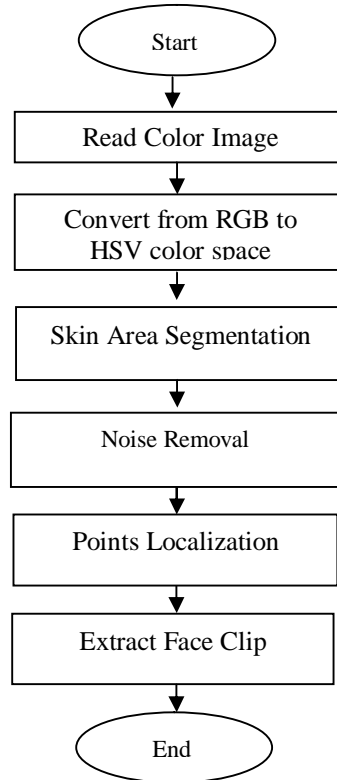 Start
Read Color Image
Convert from RGB to
HSV color space
Skin Area Segmentation
Noise Removal
Points Localization
Extract Face Clip
End